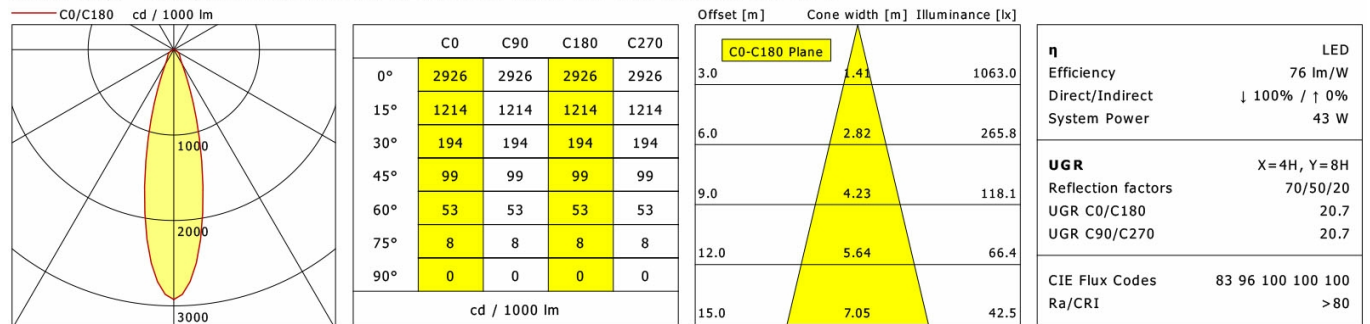 C0/C180 cd / 1000 lm
1000
2000
3000
C0 C90 C180 C270
0° 2926 2926 2926 2926
15° 1214 1214 1214 1214
30° 194 194 194 194
45° 99 99 99 99
60° 53 53 53 53
75° 8 8 8 8
90° 0 0 0 0
cd / 1000 lm
Offset [m] Cone width [m] Illuminance [lx]
C0-C180 Plane
3.0 1.41 1063.0
6.0 2.82 265.8
9.0 4.23 118.1
12.0 5.64 66.4
15.0 7.05 42.5
η LED
Efficiency 76 lm/W
Direct/Indirect ↓ 100% / ↑ 0%
System Power 43 W
UGR X=4H, Y=8H
Reflection factors 70/50/20
UGR C0/C180 20.7
UGR C90/C270 20.7
CIE Flux Codes 83 96 100 100 100
Ra/CRI >80